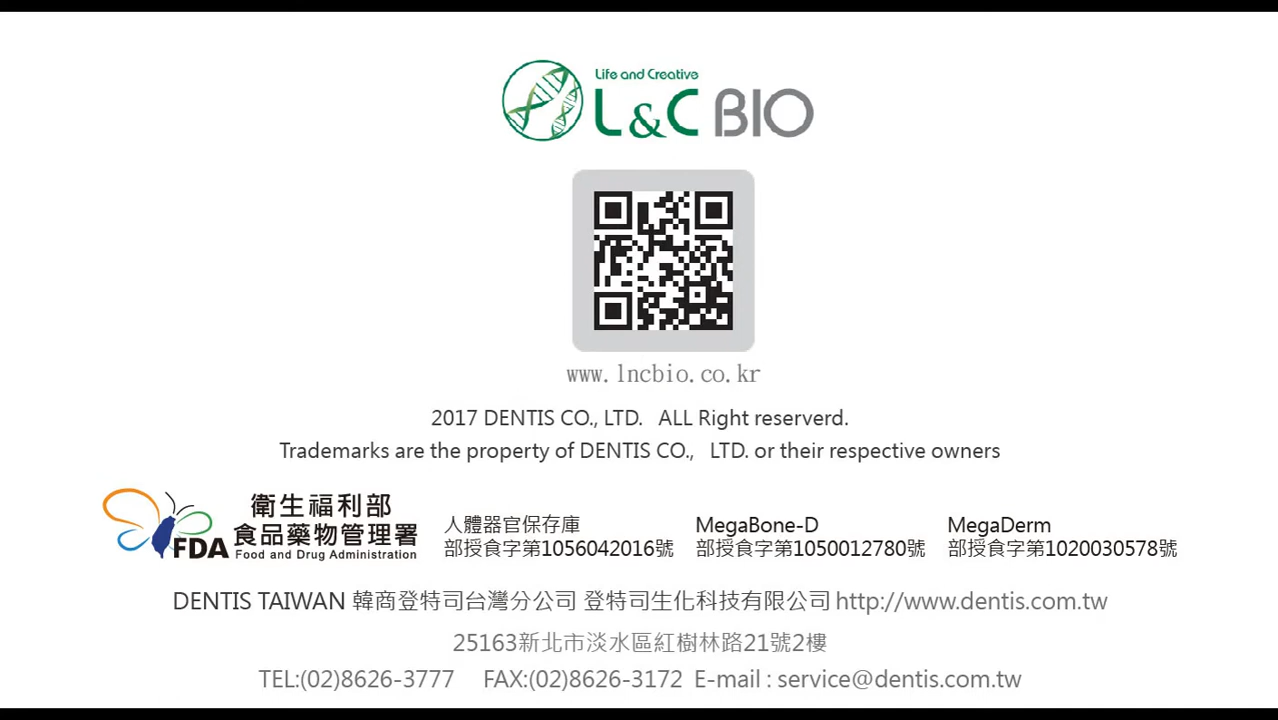 Life and Creative
L&C BIO
www.lncbio.co.kr
2017 DENTIS CO., LTD. ALL Right reserverd.
Trademarks are the property of DENTIS CO., LTD. or their respective owners
FDA
衛生福利部
食品藥物管理署
Food and Drug Administration
人體器官保存庫
部授食字第1056042016號
MegaBone-D
部授食字第1050012780號
MegaDerm
部授食字第1020030578號
DENTIS TAIWAN 韓商登特司台灣分公司 登特司生化科技有限公司 http://www.dentis.com.tw
25163新北市淡水區紅樹林路21號2樓
TEL:(02)8626-3777 FAX:(02)8626-3172 E-mail : service@dentis.com.tw